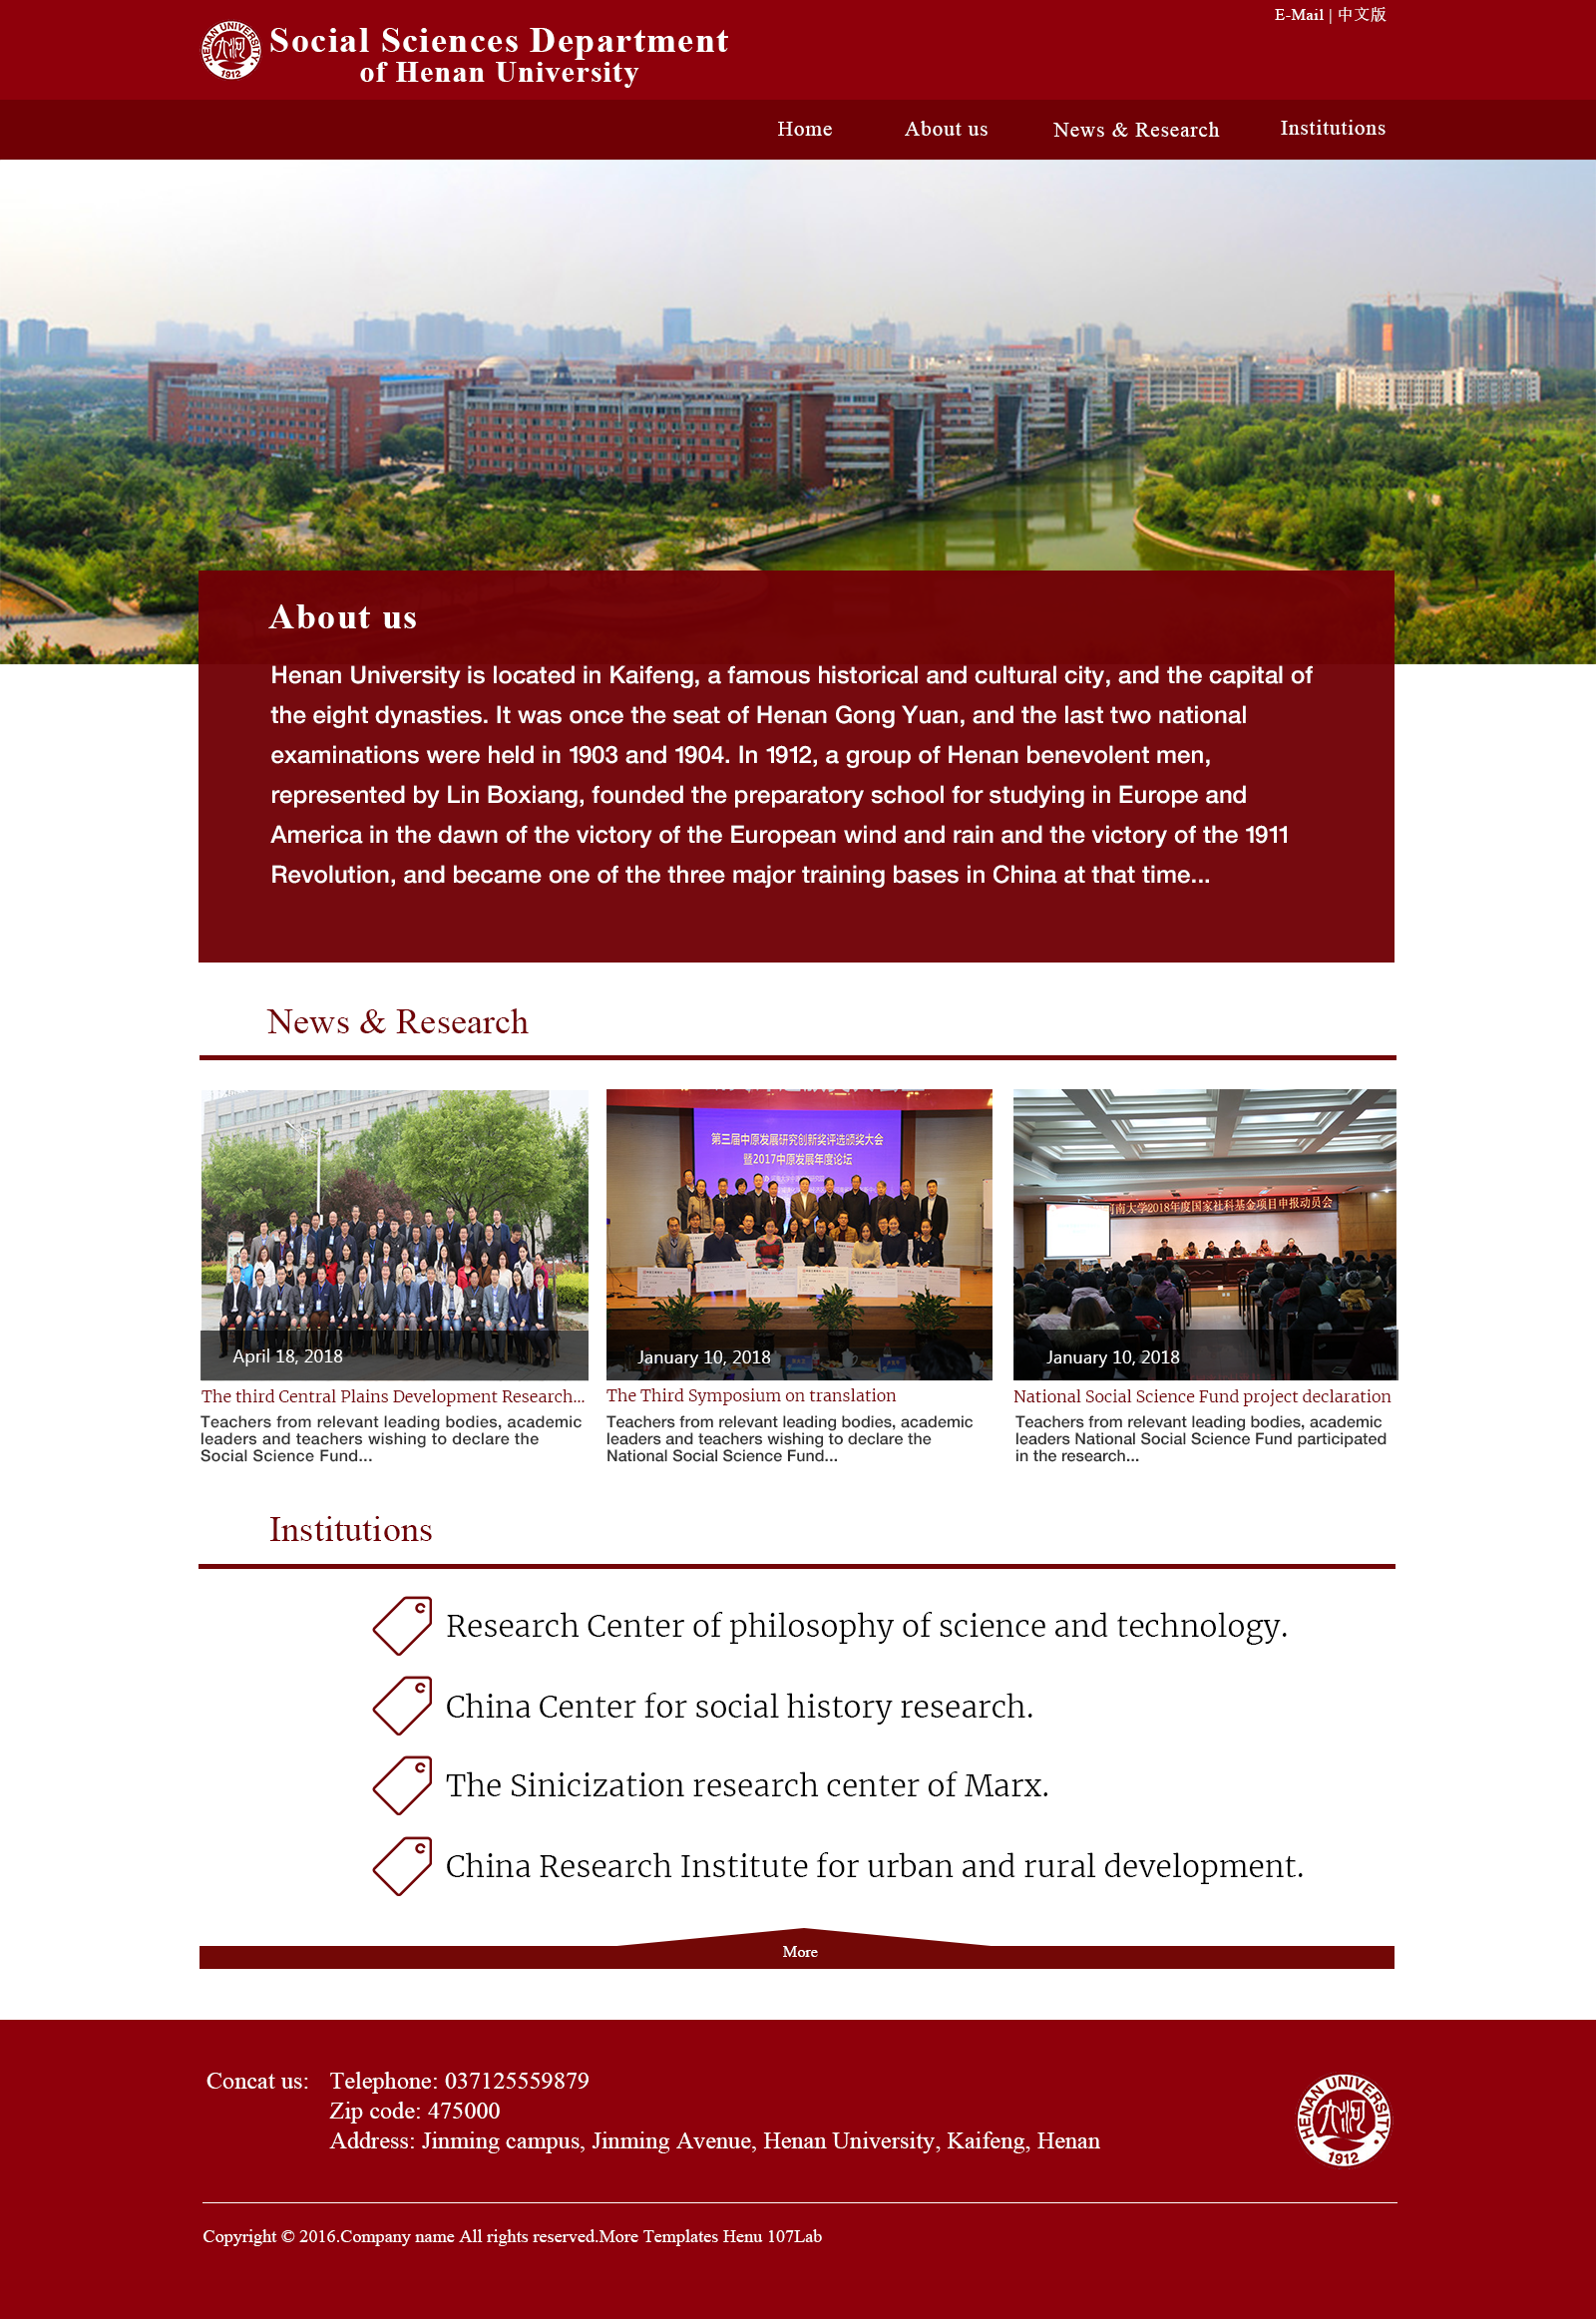 E-Mail | 中文版
HENAN UNIVERSITY
1912
Social Sciences Department
of Henan University
Home About us News & Research Institutions
About us
Henan University is located in Kaifeng, a famous historical and cultural city, and the capital of
the eight dynasties. It was once the seat of Henan Gong Yuan, and the last two national
examinations were held in 1903 and 1904. In 1912, a group of Henan benevolent men,
represented by Lin Boxiang, founded the preparatory school for studying in Europe and
America in the dawn of the victory of the European wind and rain and the victory of the 1911
Revolution, and became one of the three major training bases in China at that time...
News & Research
第三届中原发展研究创新奖评选颁奖大会
暨2017中原发展年度论坛
河南大学2018年度国家社科基金项目申报动员会
April 18, 2018
January 10, 2018
January 10, 2018
The third Central Plains Development Research...
Teachers from relevant leading bodies, academic
leaders and teachers wishing to declare the
Social Science Fund...
The Third Symposium on translation
Teachers from relevant leading bodies, academic
leaders and teachers wishing to declare the
National Social Science Fund...
National Social Science Fund project declaration
Teachers from relevant leading bodies, academic
leaders National Social Science Fund participated
in the research...
Institutions
Research Center of philosophy of science and technology.
China Center for social history research.
The Sinicization research center of Marx.
China Research Institute for urban and rural development.
More
Concat us: Telephone: 037125559879
Zip code: 475000
Address: Jinming campus, Jinming Avenue, Henan University, Kaifeng, Henan
HENAN UNIVERSITY
1912
Copyright © 2016.Company name All rights reserved.More Templates Henu 107Lab